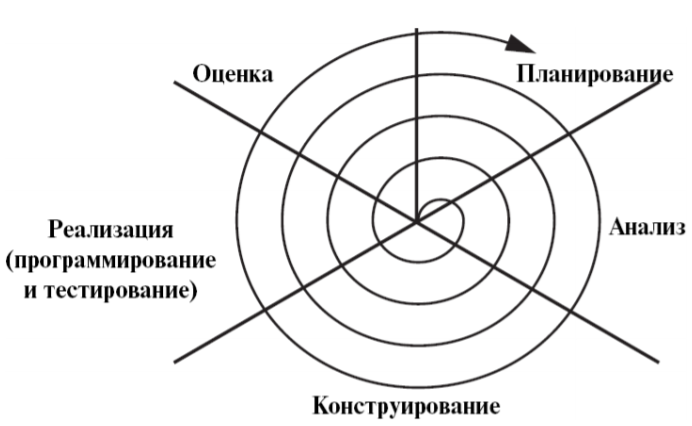 Оценка
Планирование
Реализация
(программирование
и тестирование)
Анализ
Конструирование